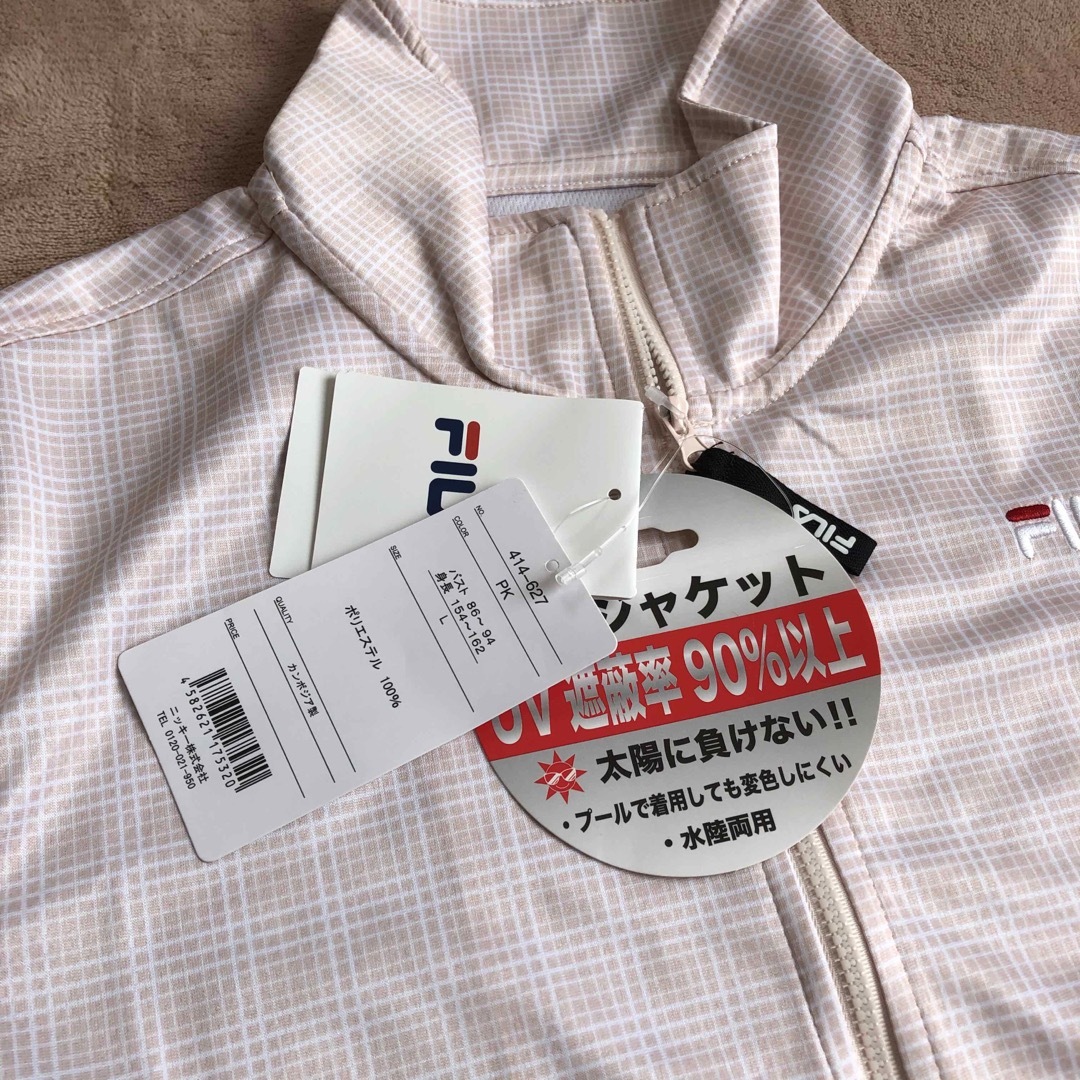 FILA
NO. 414-627
COLOR PK
SIZE バスト 86～ 94
身長 154～162
L
QUALITY ポリエステル 100%
カンボジア製
PRICE
4 582621 175320
ニッキー株式会社
TEL 0120-021-950
FILA
ジャケット
UV 遮蔽率 90%以上
太陽に負けない!!
・プールで着用しても変色しにくい
・水陸両用